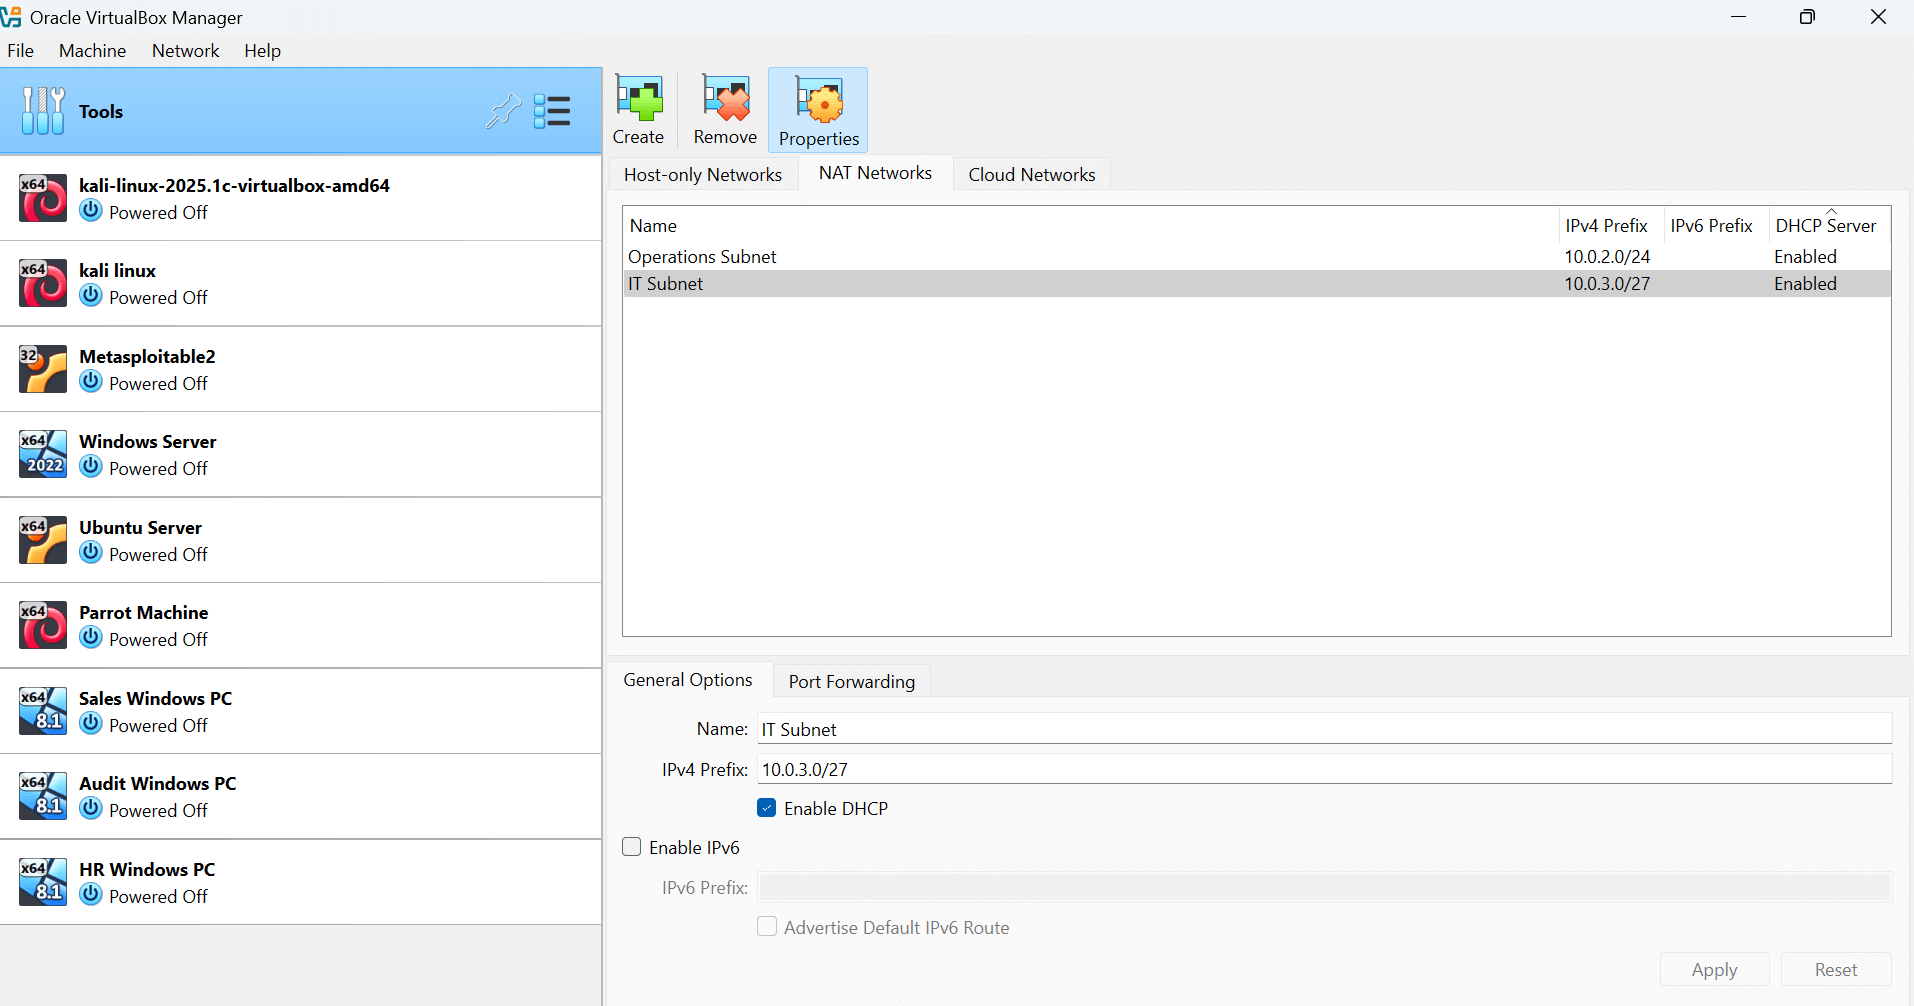 Oracle VirtualBox Manager
File Machine Network Help
Tools
x64
kali-linux-2025.1c-virtualbox-amd64
Powered Off
x64
kali linux
Powered Off
32
Metasploitable2
Powered Off
x64
2022
Windows Server
Powered Off
x64
Ubuntu Server
Powered Off
x64
Parrot Machine
Powered Off
x64
8.1
Sales Windows PC
Powered Off
x64
8.1
Audit Windows PC
Powered Off
x64
8.1
HR Windows PC
Powered Off
Create Remove Properties
Host-only Networks NAT Networks Cloud Networks
Name IPv4 Prefix IPv6 Prefix DHCP Server
Operations Subnet 10.0.2.0/24 Enabled
IT Subnet 10.0.3.0/27 Enabled
General Options Port Forwarding
Name: IT Subnet
IPv4 Prefix: 10.0.3.0/27
Enable DHCP
Enable IPv6
IPv6 Prefix:
Advertise Default IPv6 Route
Apply Reset